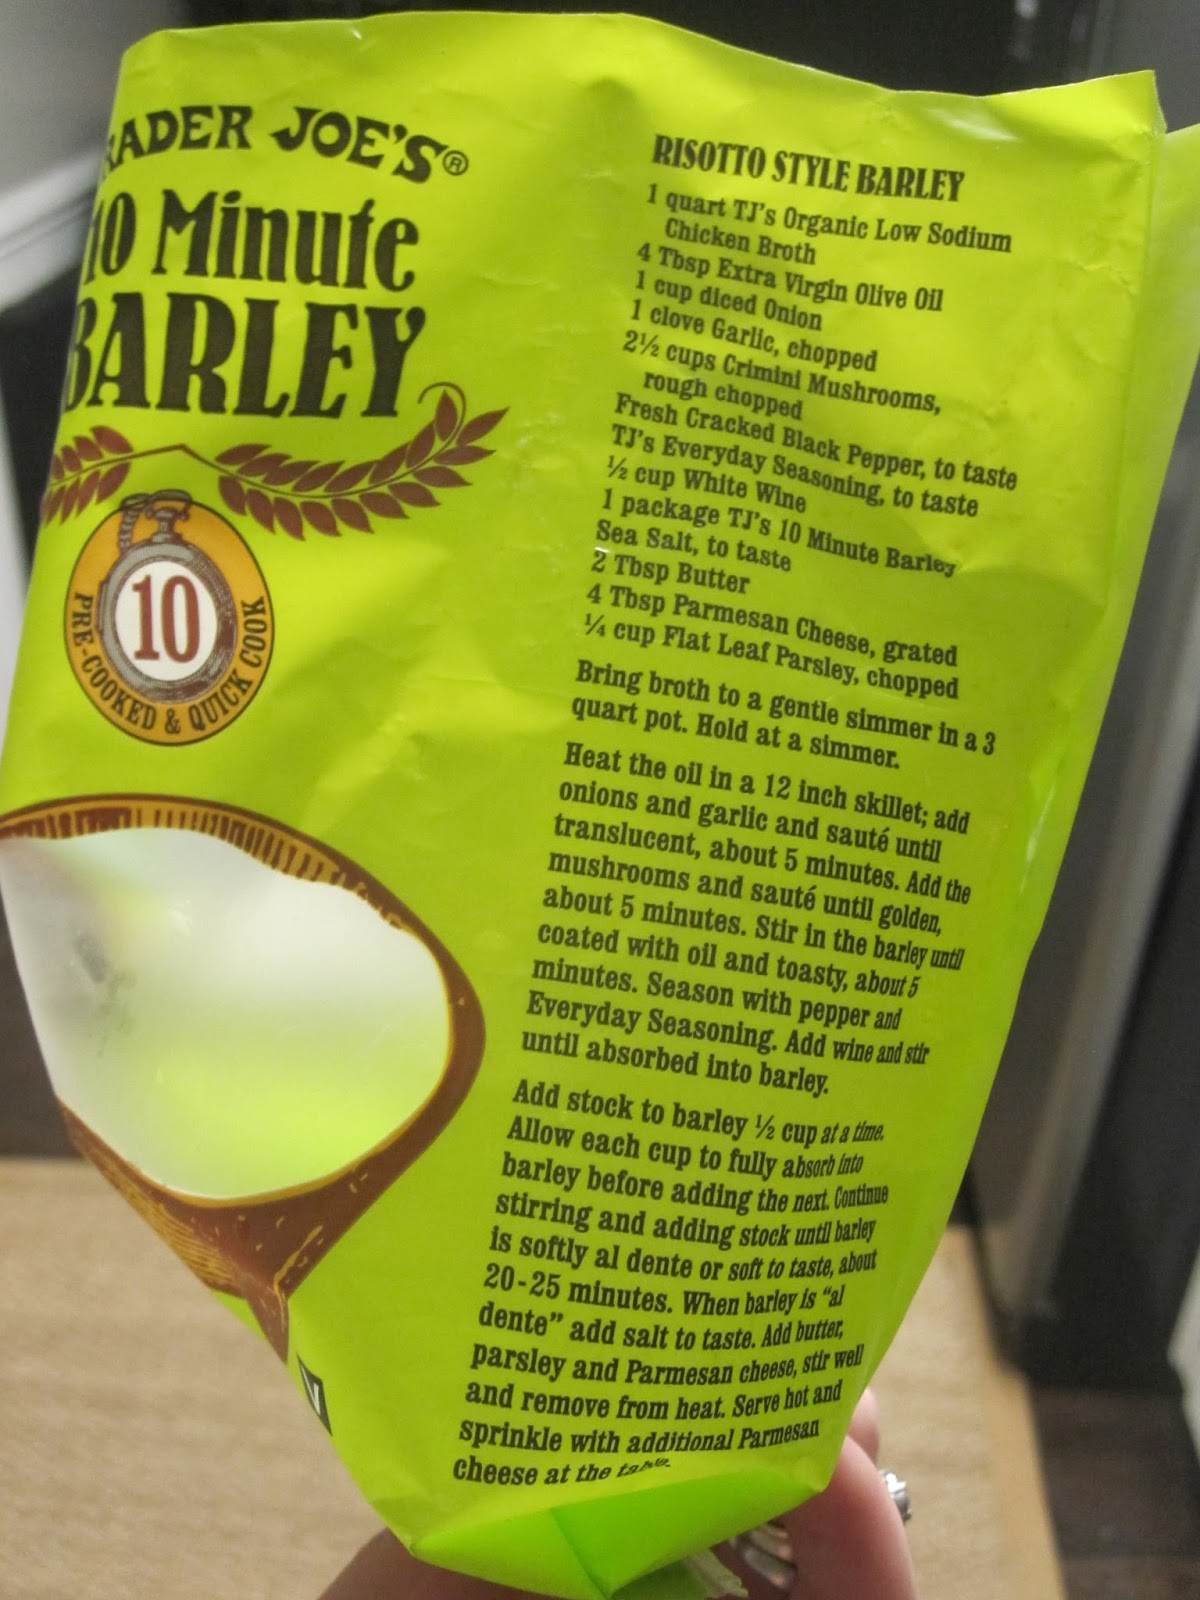 TRADER JOE'S®
10 Minute
BARLEY
10
PRE-COOKED & QUICK COOK
V
RISOTTO STYLE BARLEY
1 quart TJ's Organic Low Sodium
Chicken Broth
4 Tbsp Extra Virgin Olive Oil
1 cup diced Onion
1 clove Garlic, chopped
2½ cups Crimini Mushrooms,
rough chopped
Fresh Cracked Black Pepper, to taste
TJ's Everyday Seasoning, to taste
½ cup White Wine
1 package TJ's 10 Minute Barley
Sea Salt, to taste
2 Tbsp Butter
4 Tbsp Parmesan Cheese, grated
¼ cup Flat Leaf Parsley, chopped
Bring broth to a gentle simmer in a 3
quart pot. Hold at a simmer.
Heat the oil in a 12 inch skillet; add
onions and garlic and sauté until
translucent, about 5 minutes. Add the
mushrooms and sauté until golden,
about 5 minutes. Stir in the barley until
coated with oil and toasty, about 5
minutes. Season with pepper and
Everyday Seasoning. Add wine and stir
until absorbed into barley.
Add stock to barley ½ cup at a time.
Allow each cup to fully absorb into
barley before adding the next. Continue
stirring and adding stock until barley
is softly al dente or soft to taste, about
20-25 minutes. When barley is "al
dente" add salt to taste. Add butter,
parsley and Parmesan cheese, stir well
and remove from heat. Serve hot and
sprinkle with additional Parmesan
cheese at the table.